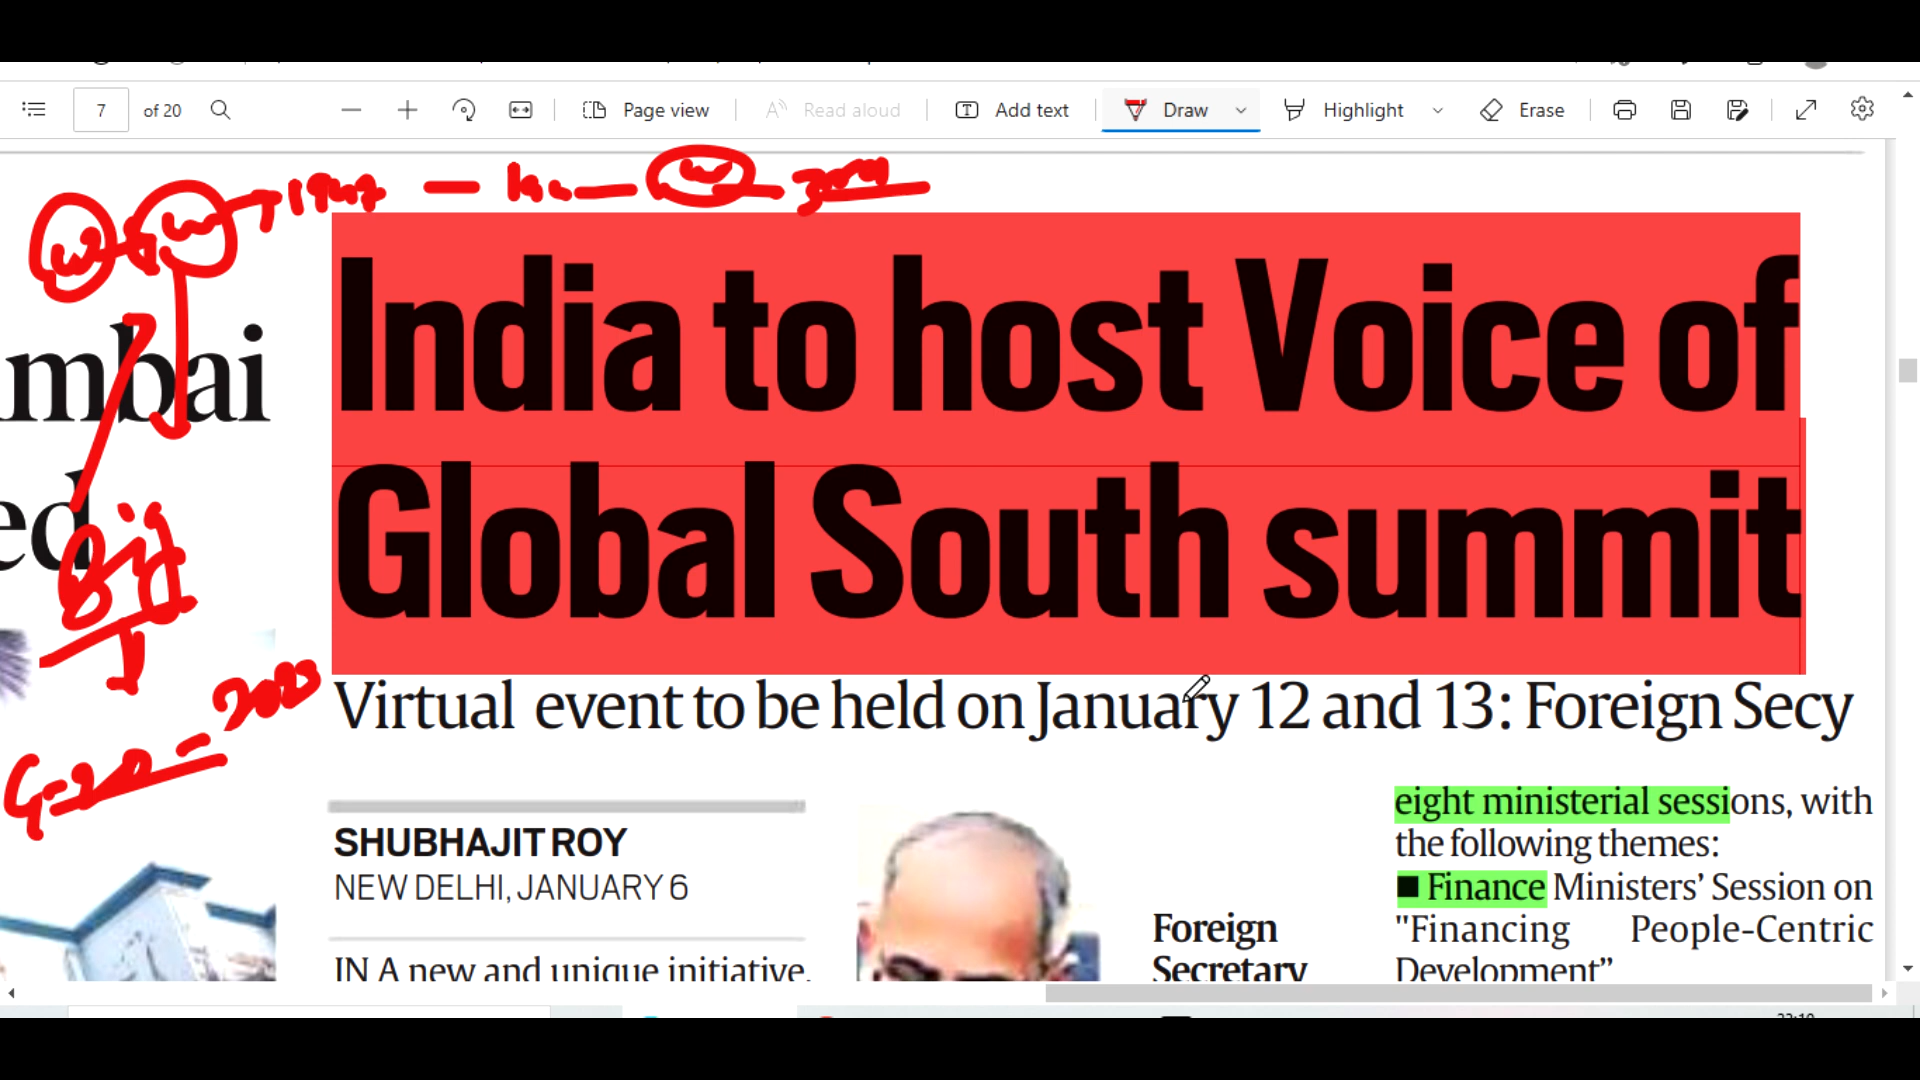 7 of 20 Page view Read aloud Add text Draw Highlight Erase
mbai
ed
G-20 = 2023
India to host Voice of
Global South summit
Virtual event to be held on January 12 and 13: Foreign Secy
SHUBHAJIT ROY
NEW DELHI, JANUARY 6
IN A new and unique initiative,
Foreign
Secretary
eight ministerial sessions, with
the following themes:
■ Finance Ministers' Session on
"Financing People-Centric
Development"